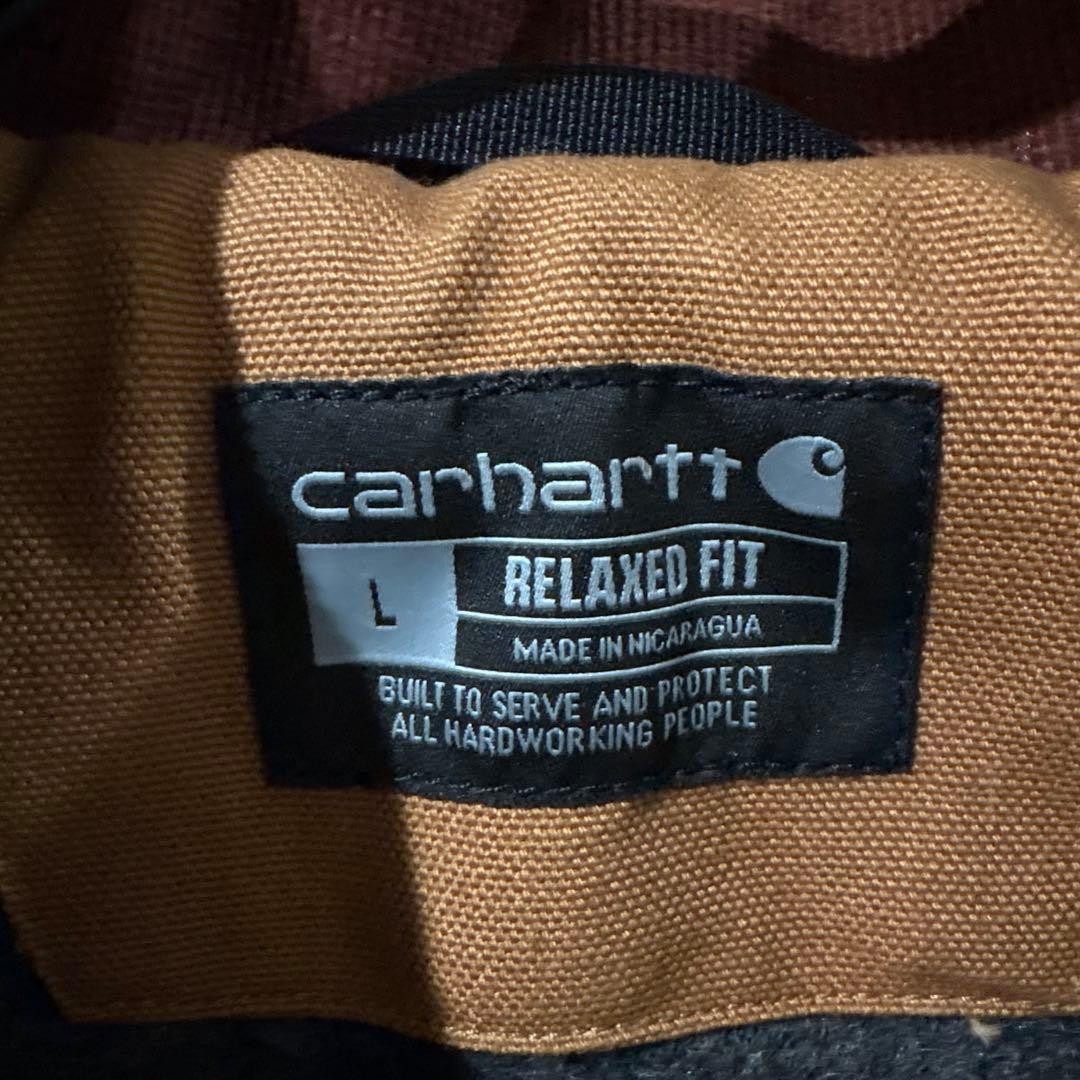 carhartt
L
RELAXED FIT
MADE IN NICARAGUA
BUILT TO SERVE AND PROTECT
ALL HARDWORKING PEOPLE